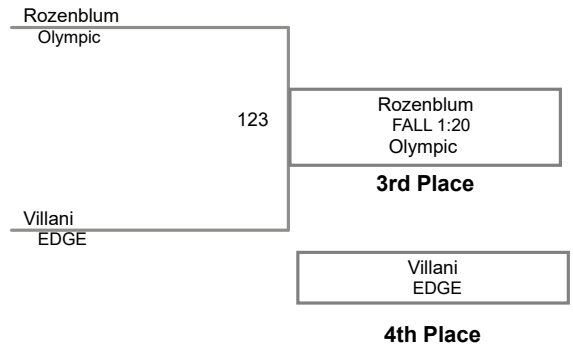 Rozenblum
Olympic
123
Rozenblum
FALL 1:20
Olympic
3rd Place
Villani
EDGE
Villani
EDGE
4th Place